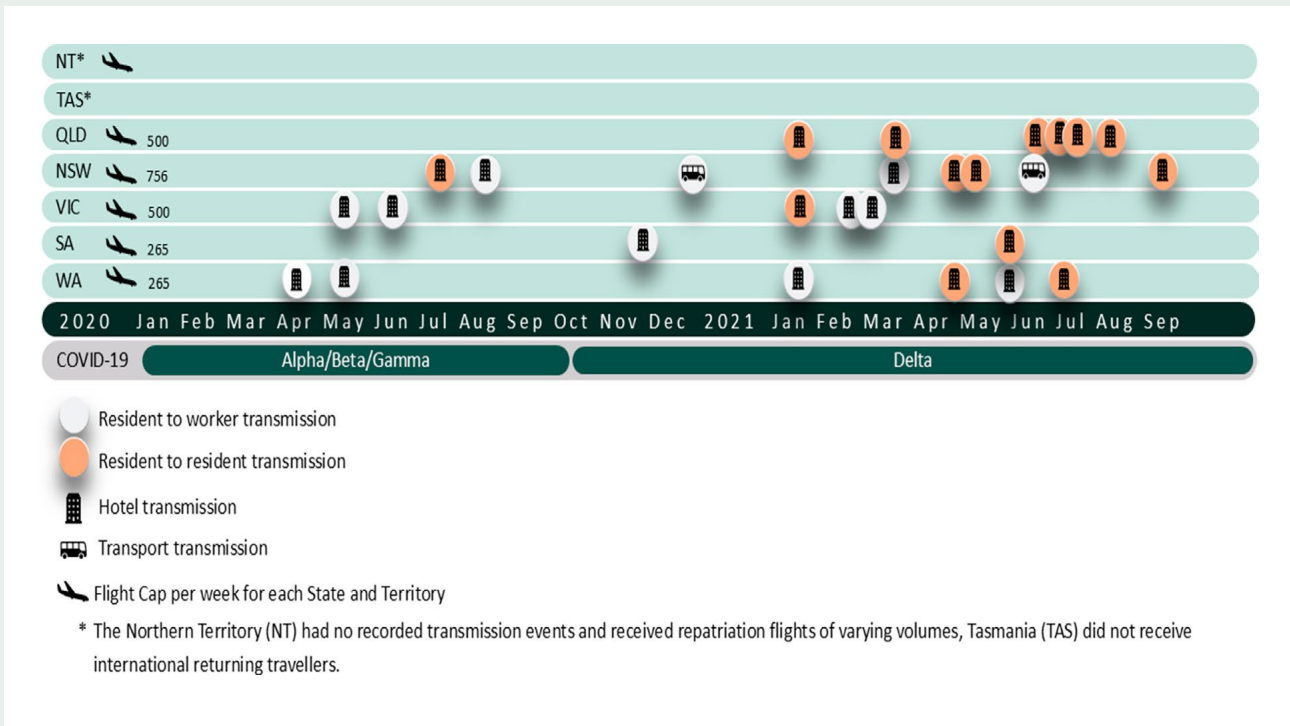 NT*
TAS*
QLD 500
NSW 756
VIC 500
SA 265
WA 265
2020 Jan Feb Mar Apr May Jun Jul Aug Sep Oct Nov Dec 2021 Jan Feb Mar Apr May Jun Jul Aug Sep
COVID-19 Alpha/Beta/Gamma Delta
Resident to worker transmission
Resident to resident transmission
Hotel transmission
Transport transmission
Flight Cap per week for each State and Territory
* The Northern Territory (NT) had no recorded transmission events and received repatriation flights of varying volumes, Tasmania (TAS) did not receive
international returning travellers.